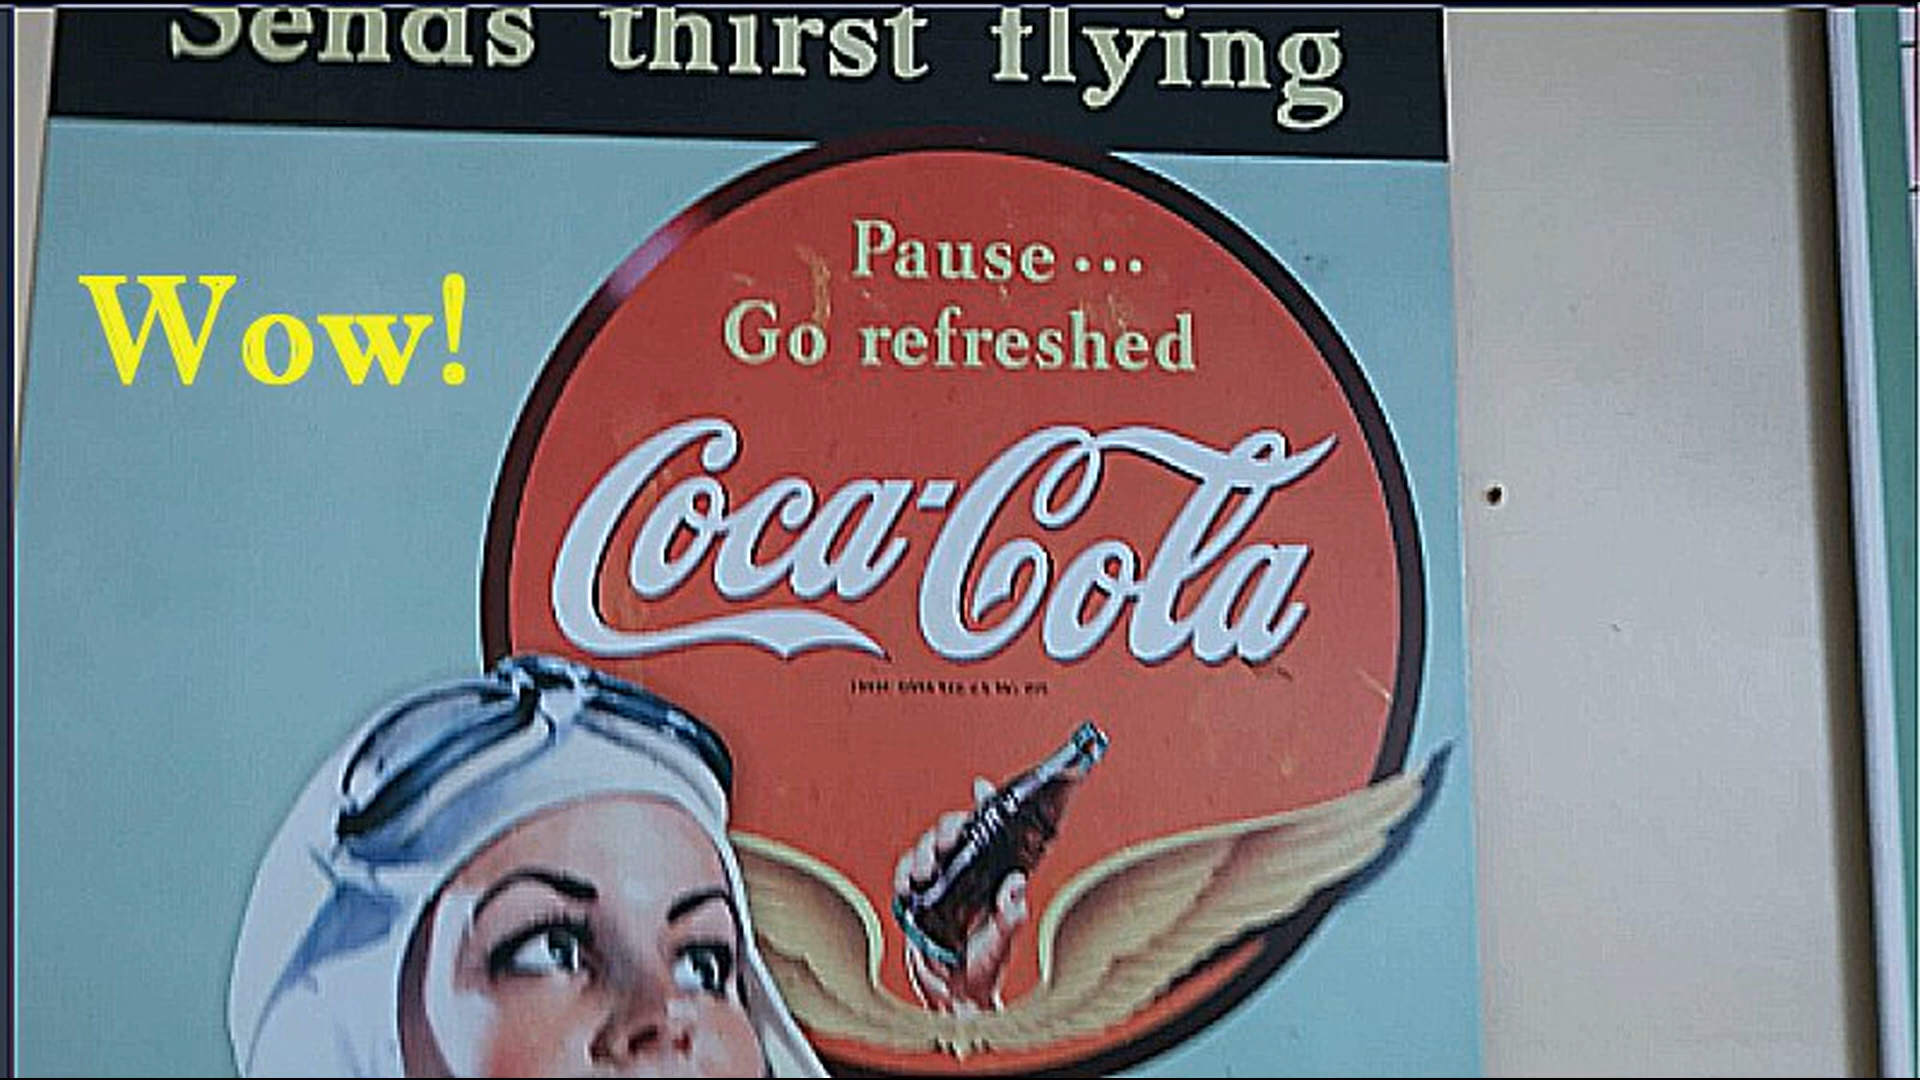 Sends thirst flying
Wow!
Pause...
Go refreshed
Coca-Cola